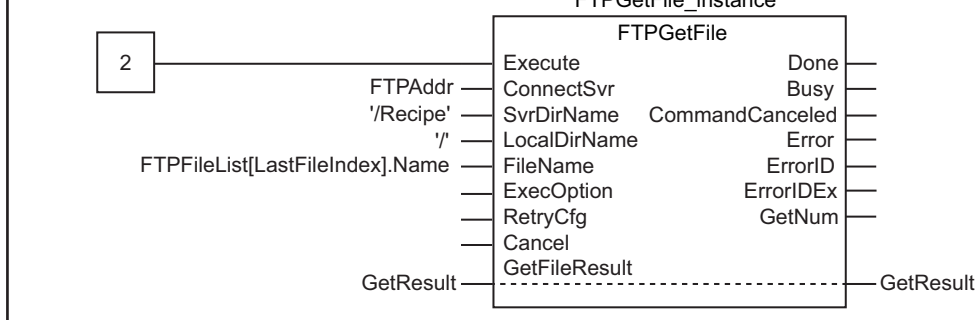 FTPGetFile_instance
FTPGetFile
2
Execute Done
FTPAddr ConnectSvr Busy
'/Recipe' SvrDirName CommandCanceled
'/' LocalDirName Error
FTPFileList[LastFileIndex].Name FileName ErrorID
ExecOption ErrorIDEx
RetryCfg GetNum
Cancel
GetFileResult
GetResult GetResult